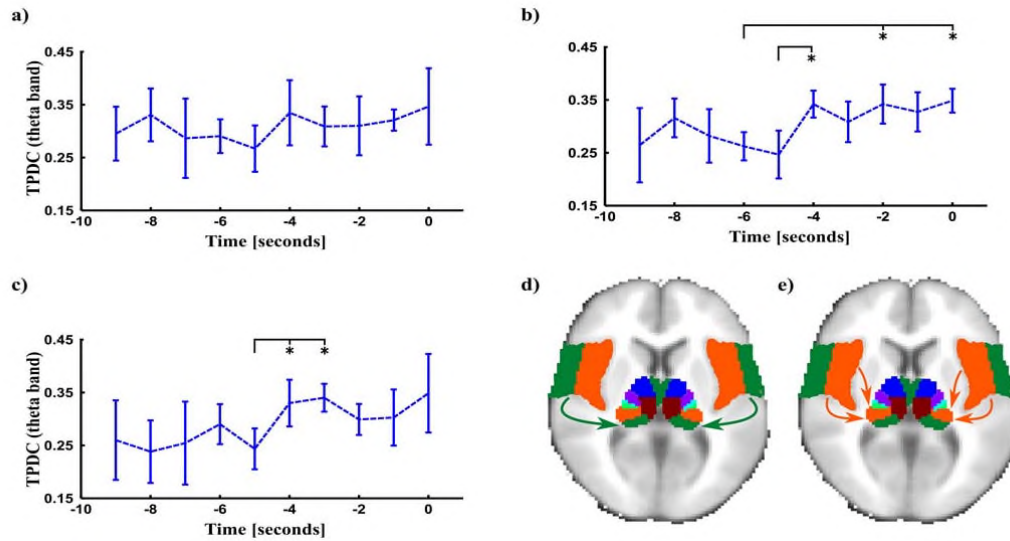 a)
0.45
0.35
0.25
0.15
TPDC (theta band)
-10 -8 -6 -4 -2 0
Time [seconds]
b)
* *
*
0.45
0.35
0.25
0.15
-10 -8 -6 -4 -2 0
Time [seconds]
c)
* *
0.45
0.35
0.25
0.15
TPDC (theta band)
-10 -8 -6 -4 -2 0
Time [seconds]
d)
e)